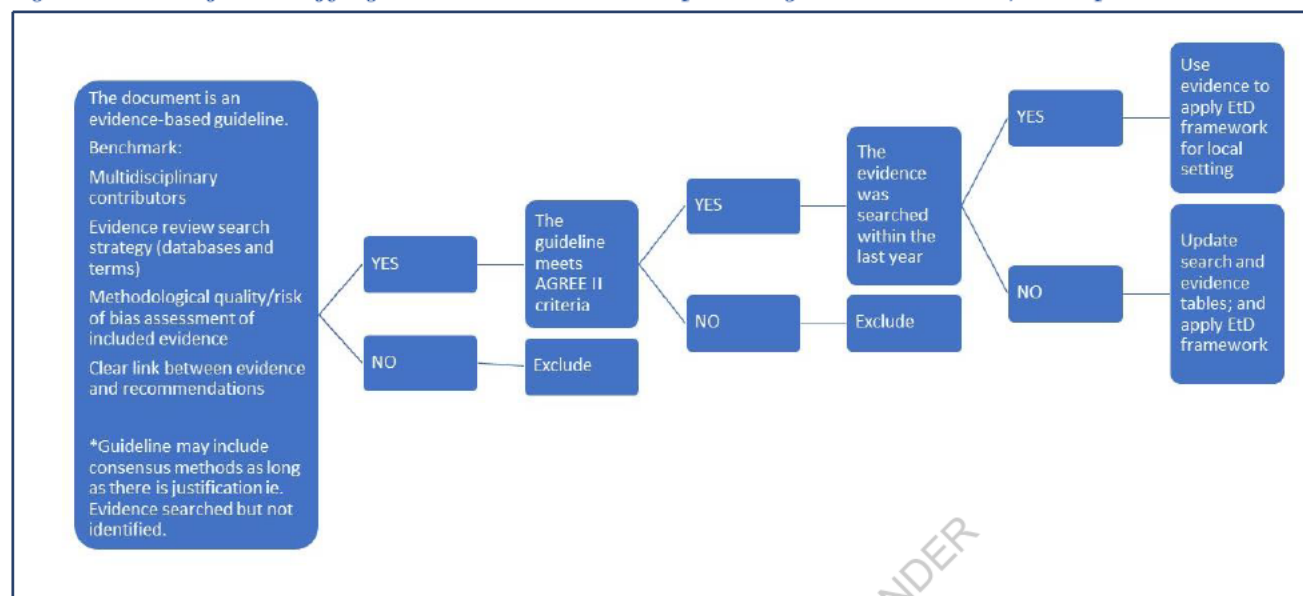 The document is an
evidence-based guideline.
Benchmark:
Multidisciplinary
contributors
Evidence review search
strategy (databases and
terms)
Methodological quality/risk
of bias assessment of
included evidence
Clear link between evidence
and recommendations
*Guideline may include
consensus methods as long
as there is justification ie.
Evidence searched but not
identified.
YES
NO
The
guideline
meets
AGREE II
criteria
Exclude
YES
NO
The
evidence
was
searched
within the
last year
Exclude
YES
NO
Use
evidence to
apply EtD
framework
for local
setting
Update
search and
evidence
tables; and
apply EtD
framework
NDER